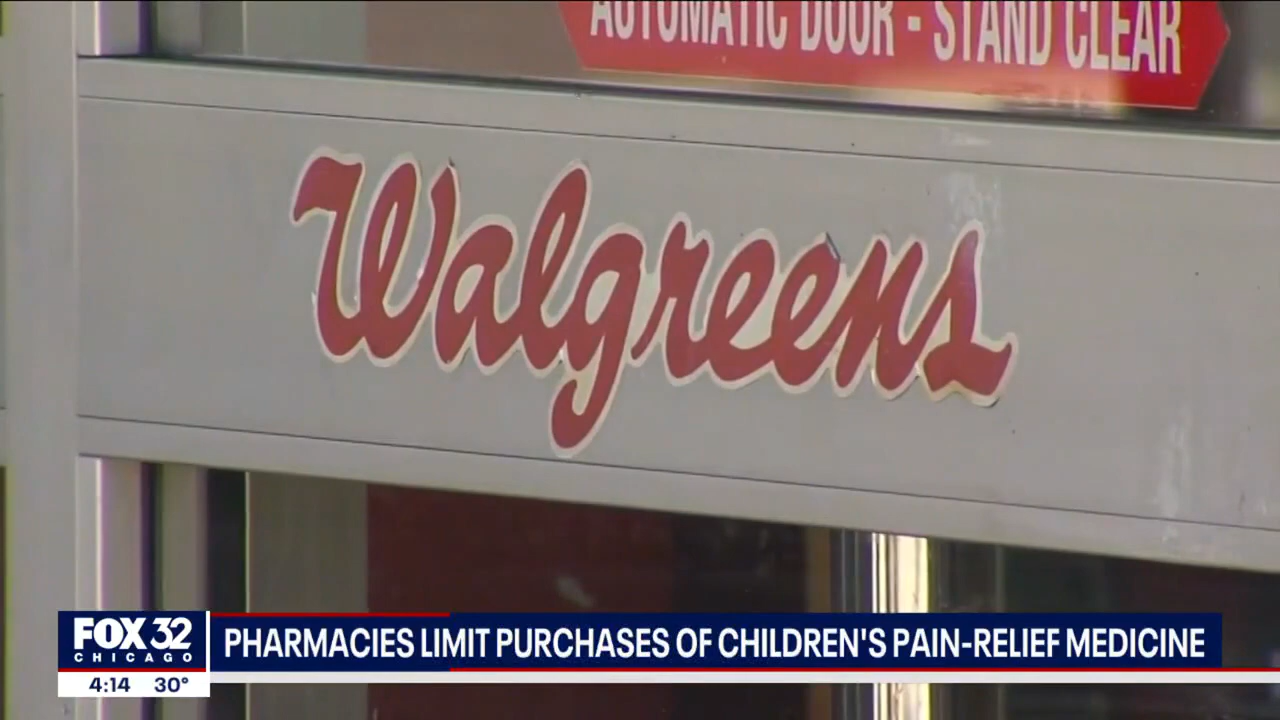 AUTOMATIC DOOR - STAND CLEAR
Walgreens
FOX 32
CHICAGO
PHARMACIES LIMIT PURCHASES OF CHILDREN'S PAIN-RELIEF MEDICINE
4:14 30°